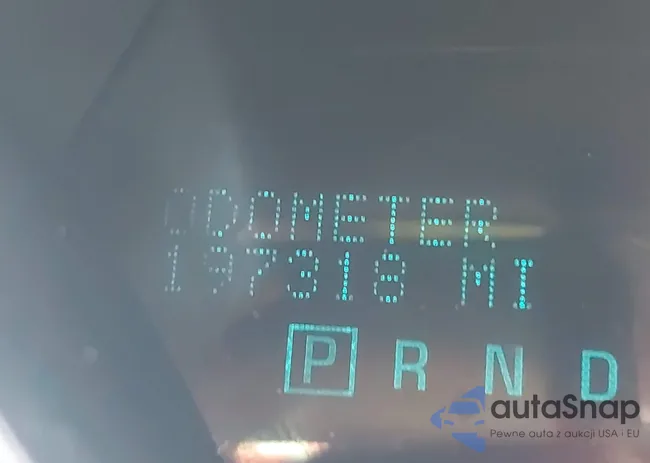 ODOMETER
197318 MI
P R N D
autaSnap
Pewne auta z aukcji USA i EU